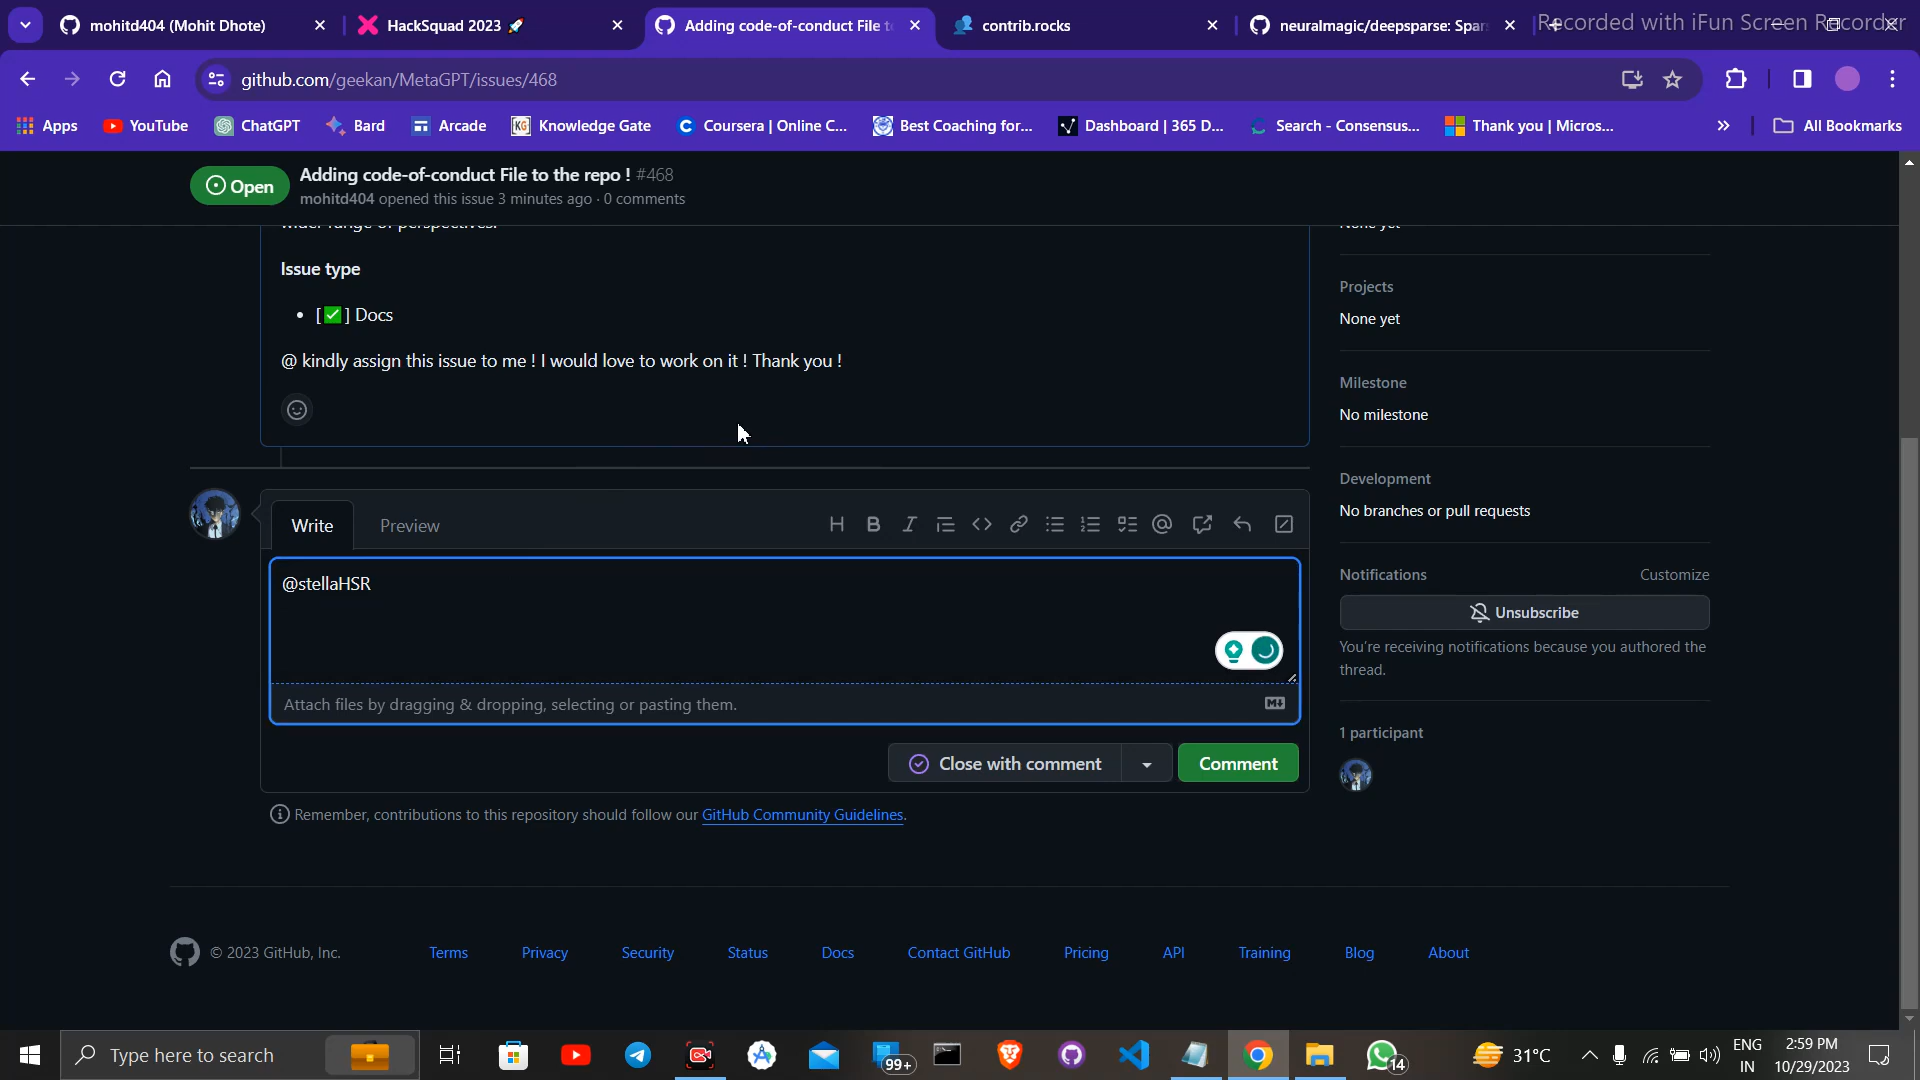 mohitd404 (Mohit Dhote)
HackSquad 2023 🚀
Adding code-of-conduct File t
contrib.rocks
neuralmagic/deepsparse: Spars
Recorded with iFun Screen Recorder
github.com/geekan/MetaGPT/issues/468
Apps
YouTube
ChatGPT
Bard
Arcade
Knowledge Gate
Coursera | Online C...
Best Coaching for...
Dashboard | 365 D...
Search - Consensus...
Thank you | Micros...
All Bookmarks
Open
Adding code-of-conduct File to the repo ! #468
mohitd404 opened this issue 3 minutes ago · 0 comments
wider range of perspectives.
Issue type
• [✅] Docs
@ kindly assign this issue to me ! I would love to work on it ! Thank you !
Write
Preview
@stellaHSR
Attach files by dragging & dropping, selecting or pasting them.
Close with comment
Comment
Remember, contributions to this repository should follow our GitHub Community Guidelines.
None yet
Projects
None yet
Milestone
No milestone
Development
No branches or pull requests
Notifications
Customize
Unsubscribe
You're receiving notifications because you authored the
thread.
1 participant
© 2023 GitHub, Inc.
Terms
Privacy
Security
Status
Docs
Contact GitHub
Pricing
API
Training
Blog
About
Type here to search
99+
14
31°C
ENG
IN
2:59 PM
10/29/2023